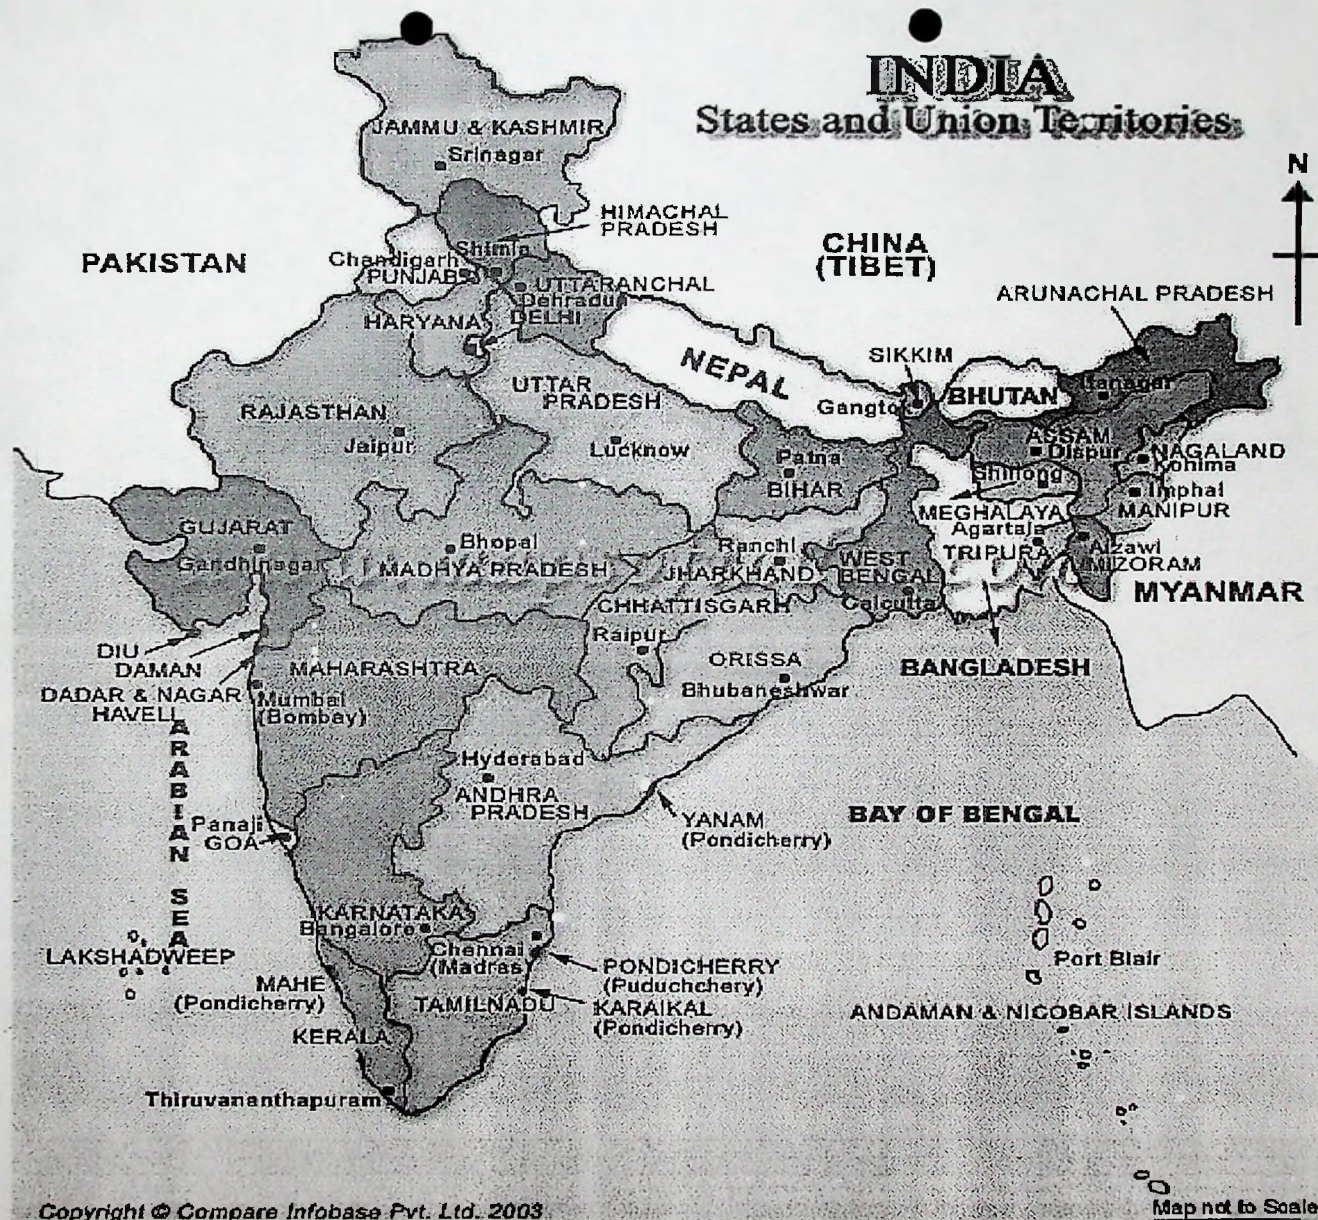 INDIA
States and Union Territories
N
JAMMU & KASHMIR
Srinagar
HIMACHAL
PRADESH
PAKISTAN
CHINA
(TIBET)
Shimla
Chandigarh
PUNJAB
UTTARANCHAL
Dehradu
DELHI
ARUNACHAL PRADESH
HARYANA
SIKKIM
NEPAL
UTTAR
PRADESH
BHUTAN
Itanagar
Gangtok
RAJASTHAN
Jaipur
Lucknow
ASSAM
Dispur
NAGALAND
Kohima
Patna
BIHAR
Shillong
Imphal
MANIPUR
MEGHALAYA
Agartala
TRIPURA
GUJARAT
Gandhinagar
Bhopal
MADHYA PRADESH
Ranchi
JHARKHAND
WEST
BENGAL
Calcutta
Aizawl
MIZORAM
MYANMAR
CHHATTISGARH
Raipur
DIU
DAMAN
DADAR & NAGAR
HAVELI
MAHARASHTRA
Mumbai
(Bombay)
ORISSA
Bhubaneshwar
BANGLADESH
ARABIAN SEA
Hyderabad
ANDHRA
PRADESH
YANAM
(Pondicherry)
BAY OF BENGAL
Panaji
GOA
KARNATAKA
Bangalore
Chennai
(Madras)
LAKSHADWEEP
MAHE
(Pondicherry)
PONDICHERRY
(Puduchchery)
TAMILNADU
KARAIKAL
(Pondicherry)
KERALA
Port Blair
ANDAMAN & NICOBAR ISLANDS
Thiruvananthapuram
Copyright © Compare Infobase Pvt. Ltd. 2003
Map not to Scale